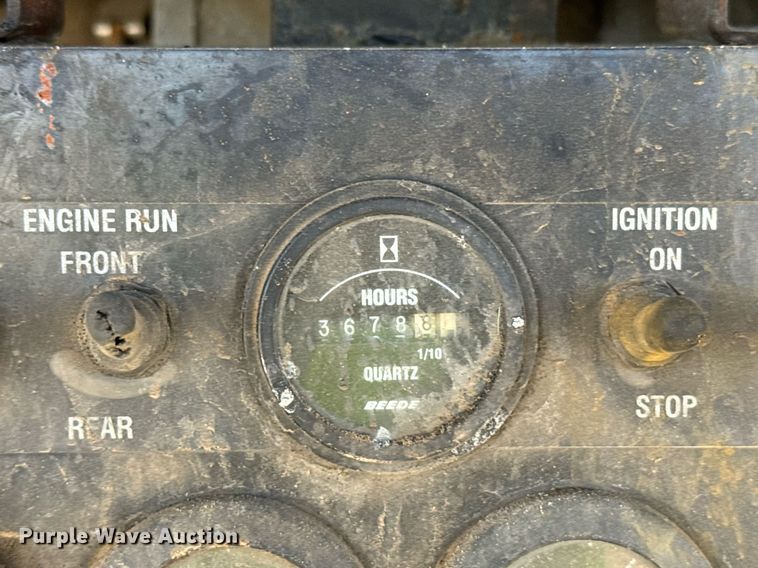 ENGINE RUN
FRONT
REAR
HOURS
3 6 7 8 8
1/10
QUARTZ
BEEDE
IGNITION
ON
STOP
Purple Wave Auction